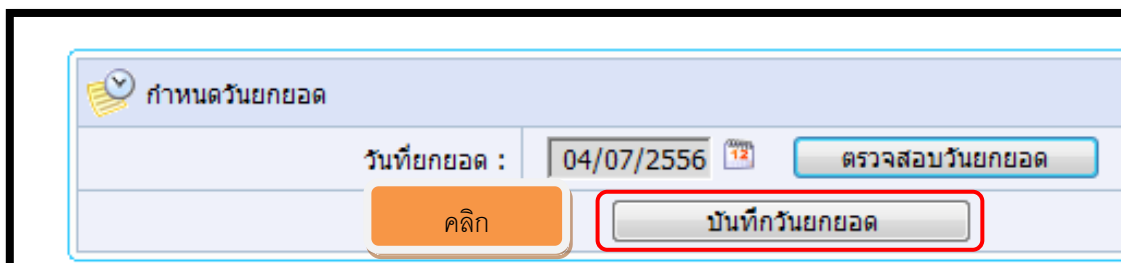 กำหนดวันยกยอด
วันที่ยกยอด : 04/07/2556 12 ตรวจสอบวันยกยอด
คลิก บันทึกวันยกยอด